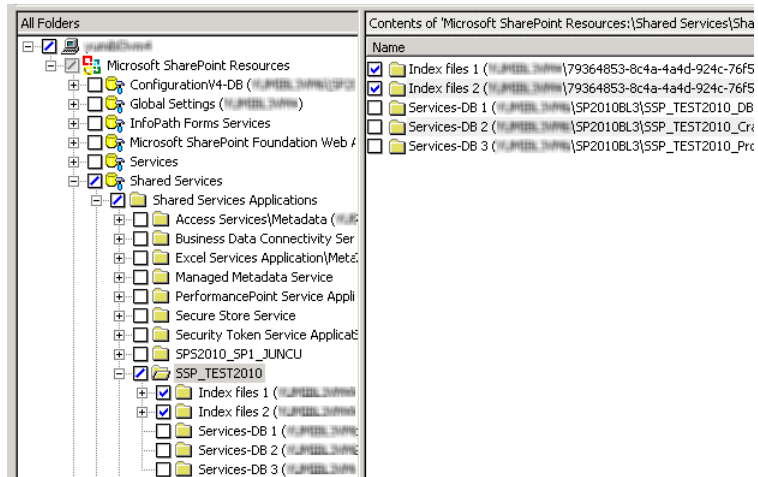 All Folders
Microsoft SharePoint Resources
ConfigurationV4-DB (
Global Settings (
InfoPath Forms Services
Microsoft SharePoint Foundation Web
Services
Shared Services
Shared Services Applications
Access Services\Metadata (
Business Data Connectivity Ser
Excel Services Application\Meta
Managed Metadata Service
PerformancePoint Service Appli
Secure Store Service
Security Token Service Applicat
SPS2010_SP1_JUNCU
SSP_TEST2010
Index files 1 (
Index files 2 (
Services-DB 1 (
Services-DB 2 (
Services-DB 3 (
Contents of 'Microsoft SharePoint Resources:\Shared Services\Sha
Name
Index files 1 ( \79364853-8c4a-4a4d-924c-76f5
Index files 2 ( \79364853-8c4a-4a4d-924c-76f5
Services-DB 1 ( \SP2010BL3\SSP_TEST2010_DB
Services-DB 2 ( \SP2010BL3\SSP_TEST2010_Cra
Services-DB 3 ( \SP2010BL3\SSP_TEST2010_Pro